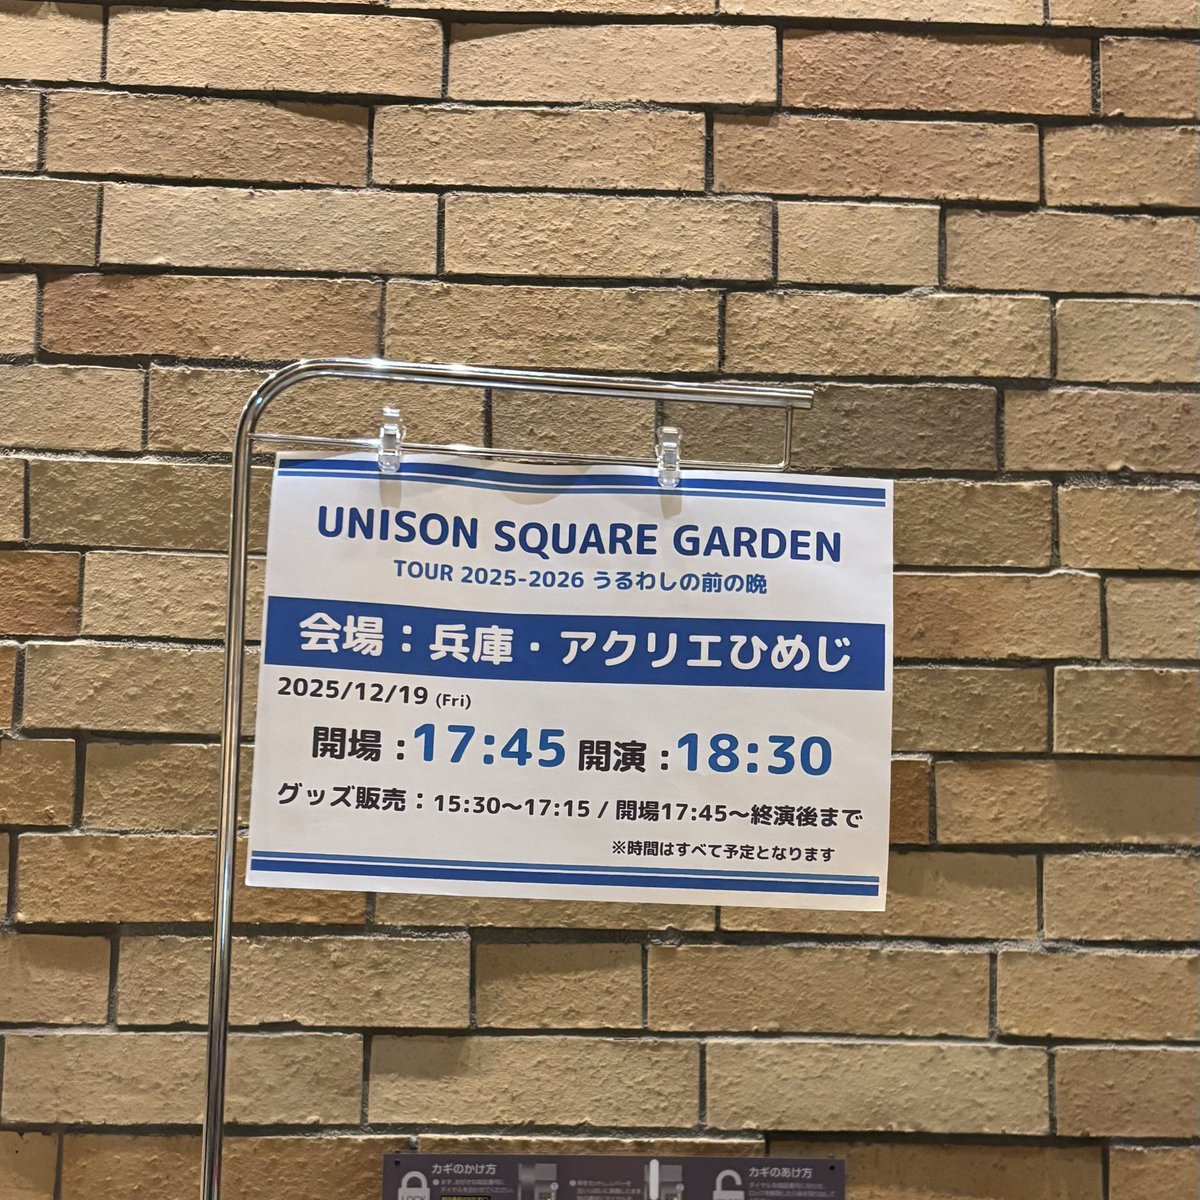 UNISON SQUARE GARDEN
TOUR 2025-2026 うるわしの前の晩
会場：兵庫・アクリエひめじ
2025/12/19 (Fri)
開場：17:45 開演：18:30
グッズ販売：15:30～17:15 / 開場17:45～終演後まで
※時間はすべて予定となります
カギのかけ方
カギのあけ方
LOCK